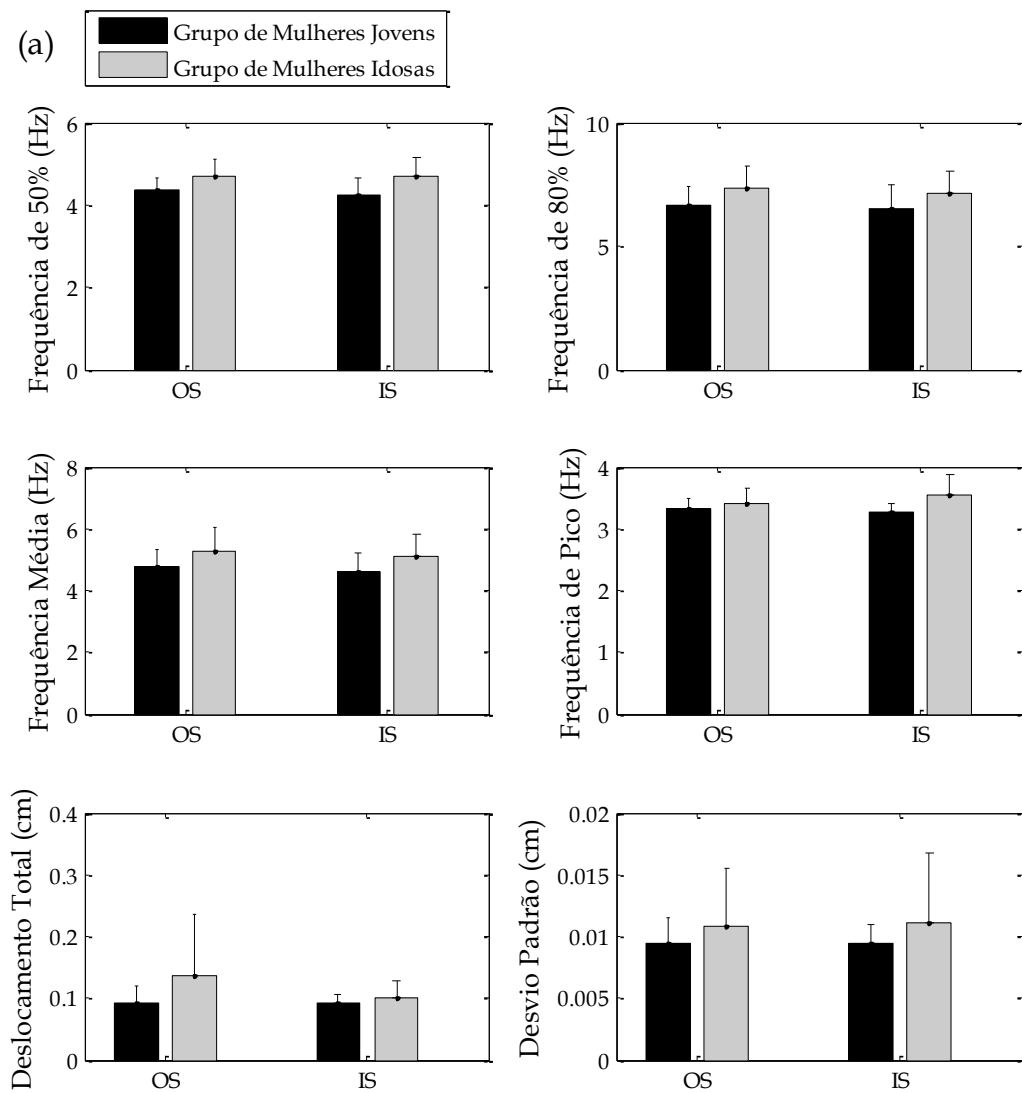 (a)
Grupo de Mulheres Jovens
Grupo de Mulheres Idosas
Frequência de 50% (Hz)
6
4
2
0
OS
IS
Frequência de 80% (Hz)
10
5
0
OS
IS
Frequência Média (Hz)
8
6
4
2
0
OS
IS
Frequência de Pico (Hz)
4
3
2
1
0
OS
IS
Deslocamento Total (cm)
0.4
0.3
0.2
0.1
0
OS
IS
Desvio Padrão (cm)
0.02
0.015
0.01
0.005
0
OS
IS